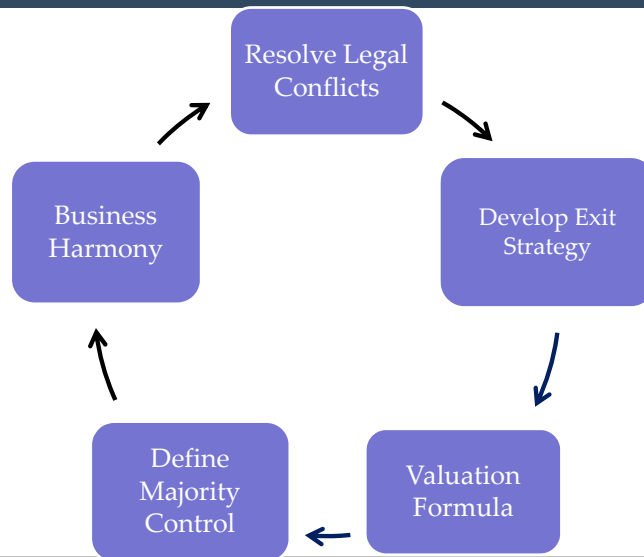 Resolve Legal
Conflicts
Develop Exit
Strategy
Valuation
Formula
Define
Majority
Control
Business
Harmony